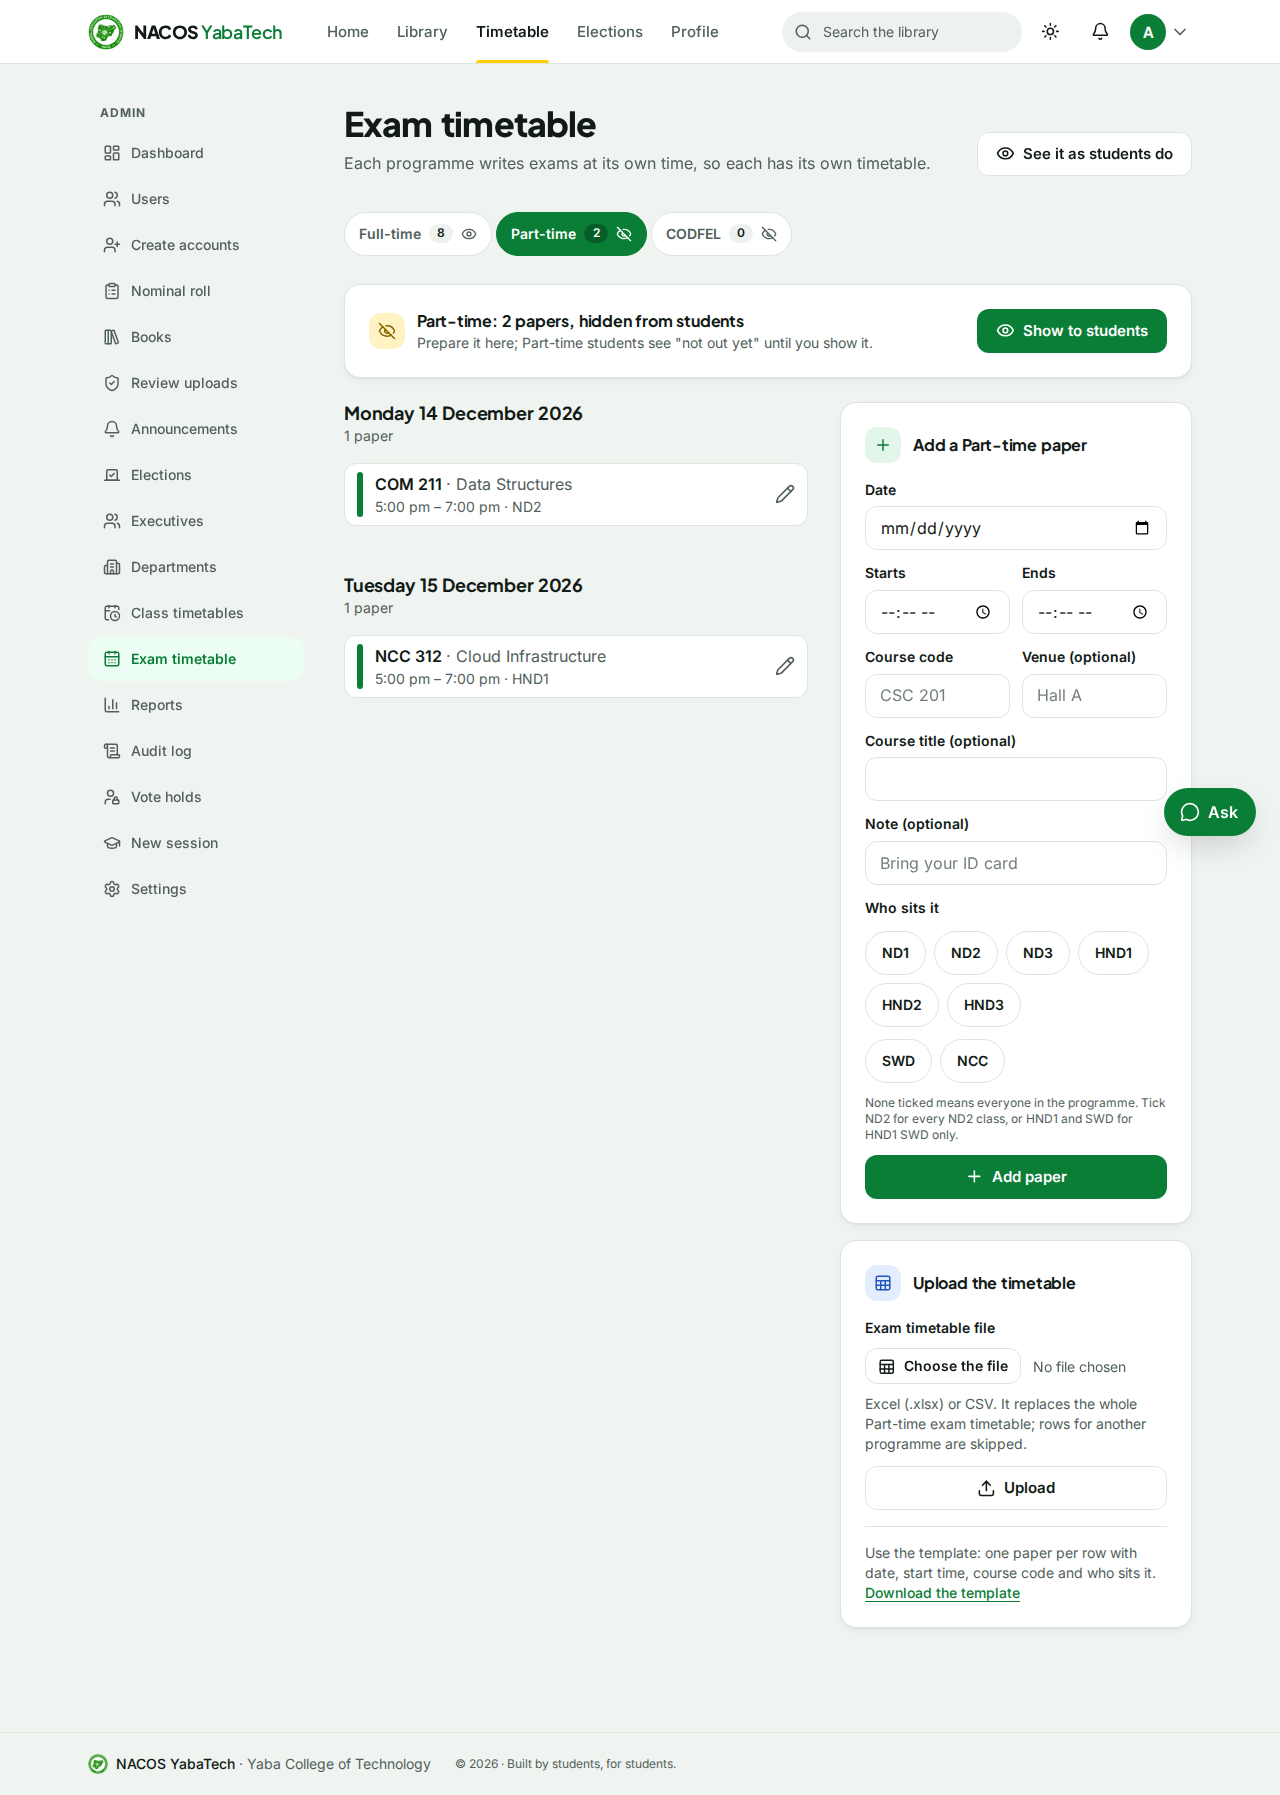 NACOS YabaTech
Home
Library
Timetable
Elections
Profile
Search the library
A
ADMIN
Dashboard
Users
Create accounts
Nominal roll
Books
Review uploads
Announcements
Elections
Executives
Departments
Class timetables
Exam timetable
Reports
Audit log
Vote holds
New session
Settings
Exam timetable
Each programme writes exams at its own time, so each has its own timetable.
See it as students do
Full-time 8
Part-time 2
CODFEL 0
Part-time: 2 papers, hidden from students
Prepare it here; Part-time students see "not out yet" until you show it.
Show to students
Monday 14 December 2026
1 paper
COM 211 · Data Structures
5:00 pm – 7:00 pm · ND2
Tuesday 15 December 2026
1 paper
NCC 312 · Cloud Infrastructure
5:00 pm – 7:00 pm · HND1
Add a Part-time paper
Date
mm/dd/yyyy
Starts
Ends
--:-- --
--:-- --
Course code
Venue (optional)
CSC 201
Hall A
Course title (optional)
Note (optional)
Bring your ID card
Who sits it
ND1
ND2
ND3
HND1
HND2
HND3
SWD
NCC
None ticked means everyone in the programme. Tick
ND2 for every ND2 class, or HND1 and SWD for
HND1 SWD only.
Add paper
Ask
Upload the timetable
Exam timetable file
Choose the file
No file chosen
Excel (.xlsx) or CSV. It replaces the whole
Part-time exam timetable; rows for another
programme are skipped.
Upload
Use the template: one paper per row with
date, start time, course code and who sits it.
Download the template
NACOS YabaTech · Yaba College of Technology
© 2026 · Built by students, for students.